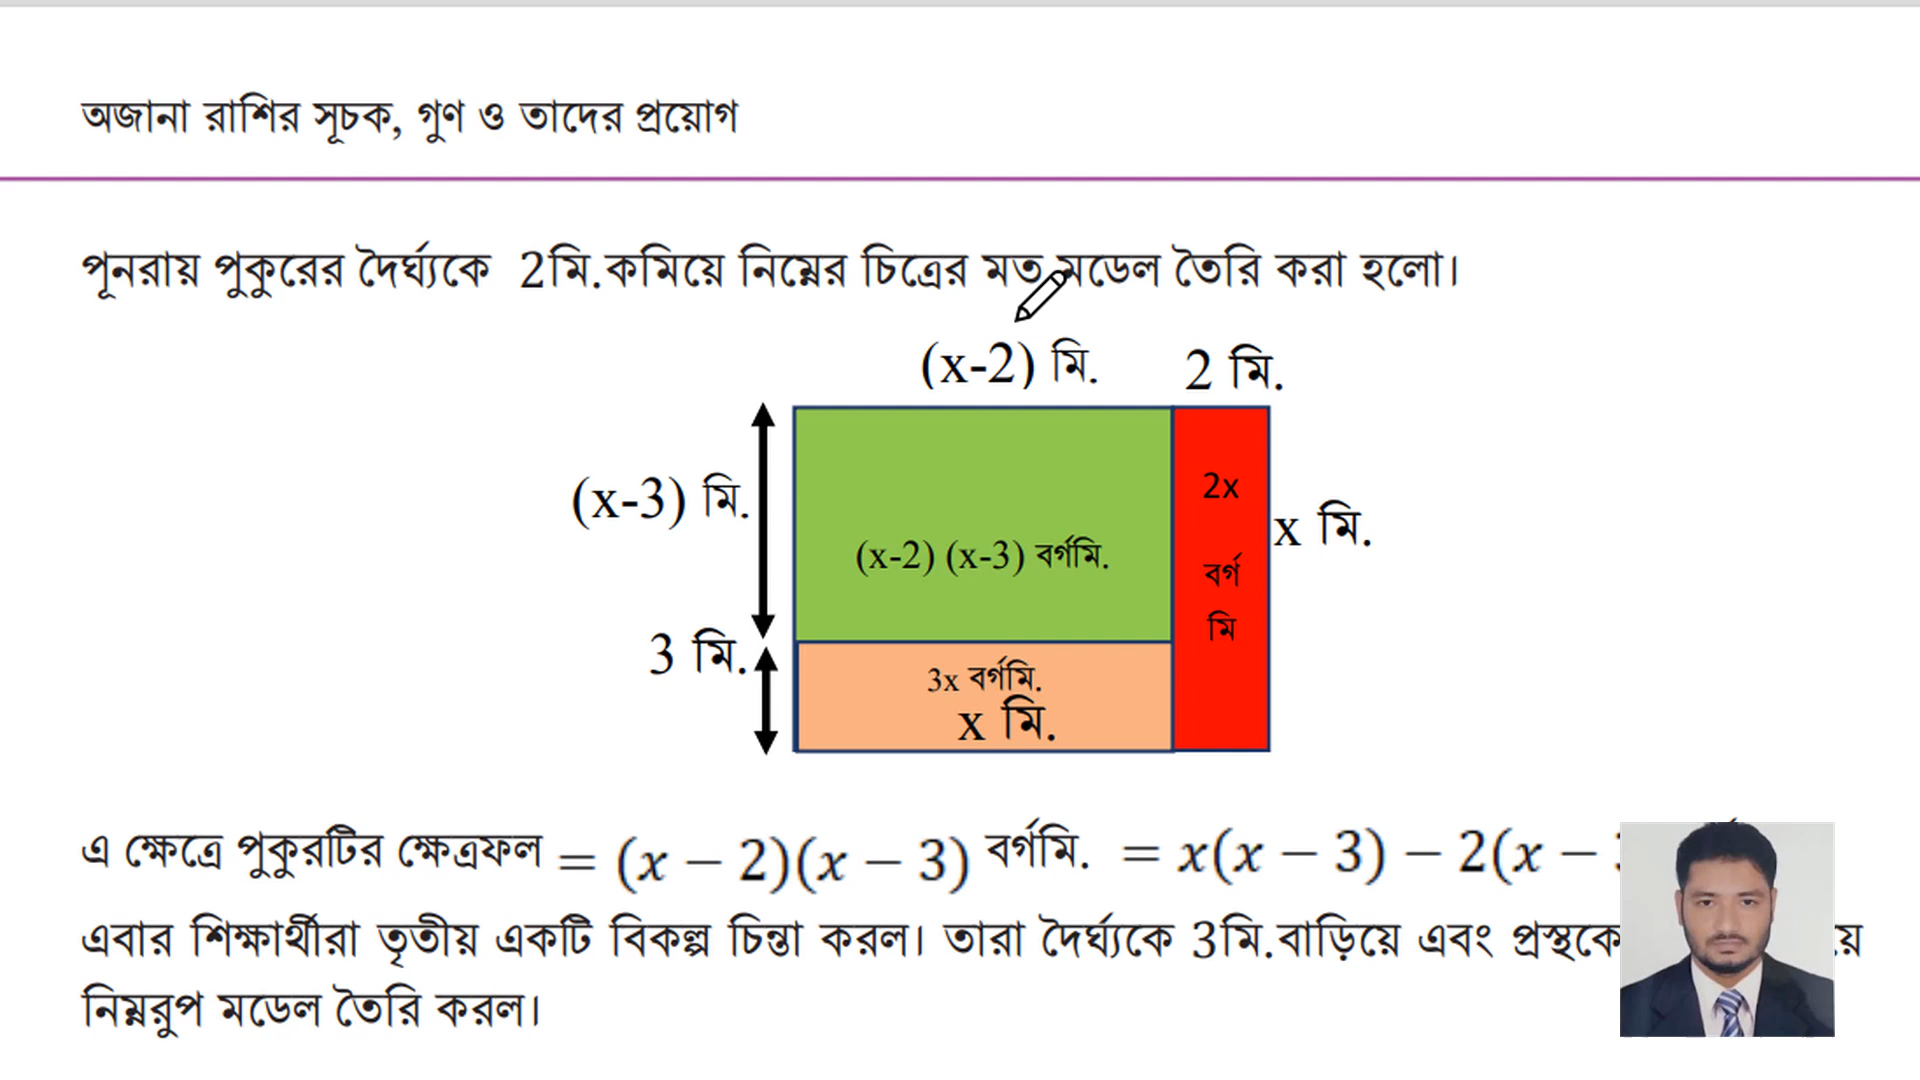 অজানা রাশির সূচক, গুণ ও তাদের প্রয়োগ
পূনরায় পুকুরের দৈর্ঘ্যকে 2মি.কমিয়ে নিম্নের চিত্রের মত মডেল তৈরি করা হলো।
(x-2) মি. 2 মি.
(x-3) মি.
2x
বর্গ
মি
x মি.
(x-2) (x-3) বর্গমি.
3 মি.
3x বর্গমি.
x মি.
এ ক্ষেত্রে পুকুরটির ক্ষেত্রফল = (x − 2)(x − 3) বর্গমি. = x(x − 3) − 2(x −
এবার শিক্ষার্থীরা তৃতীয় একটি বিকল্প চিন্তা করল। তারা দৈর্ঘ্যকে 3মি.বাড়িয়ে এবং প্রস্থকে
নিম্নরুপ মডেল তৈরি করল।